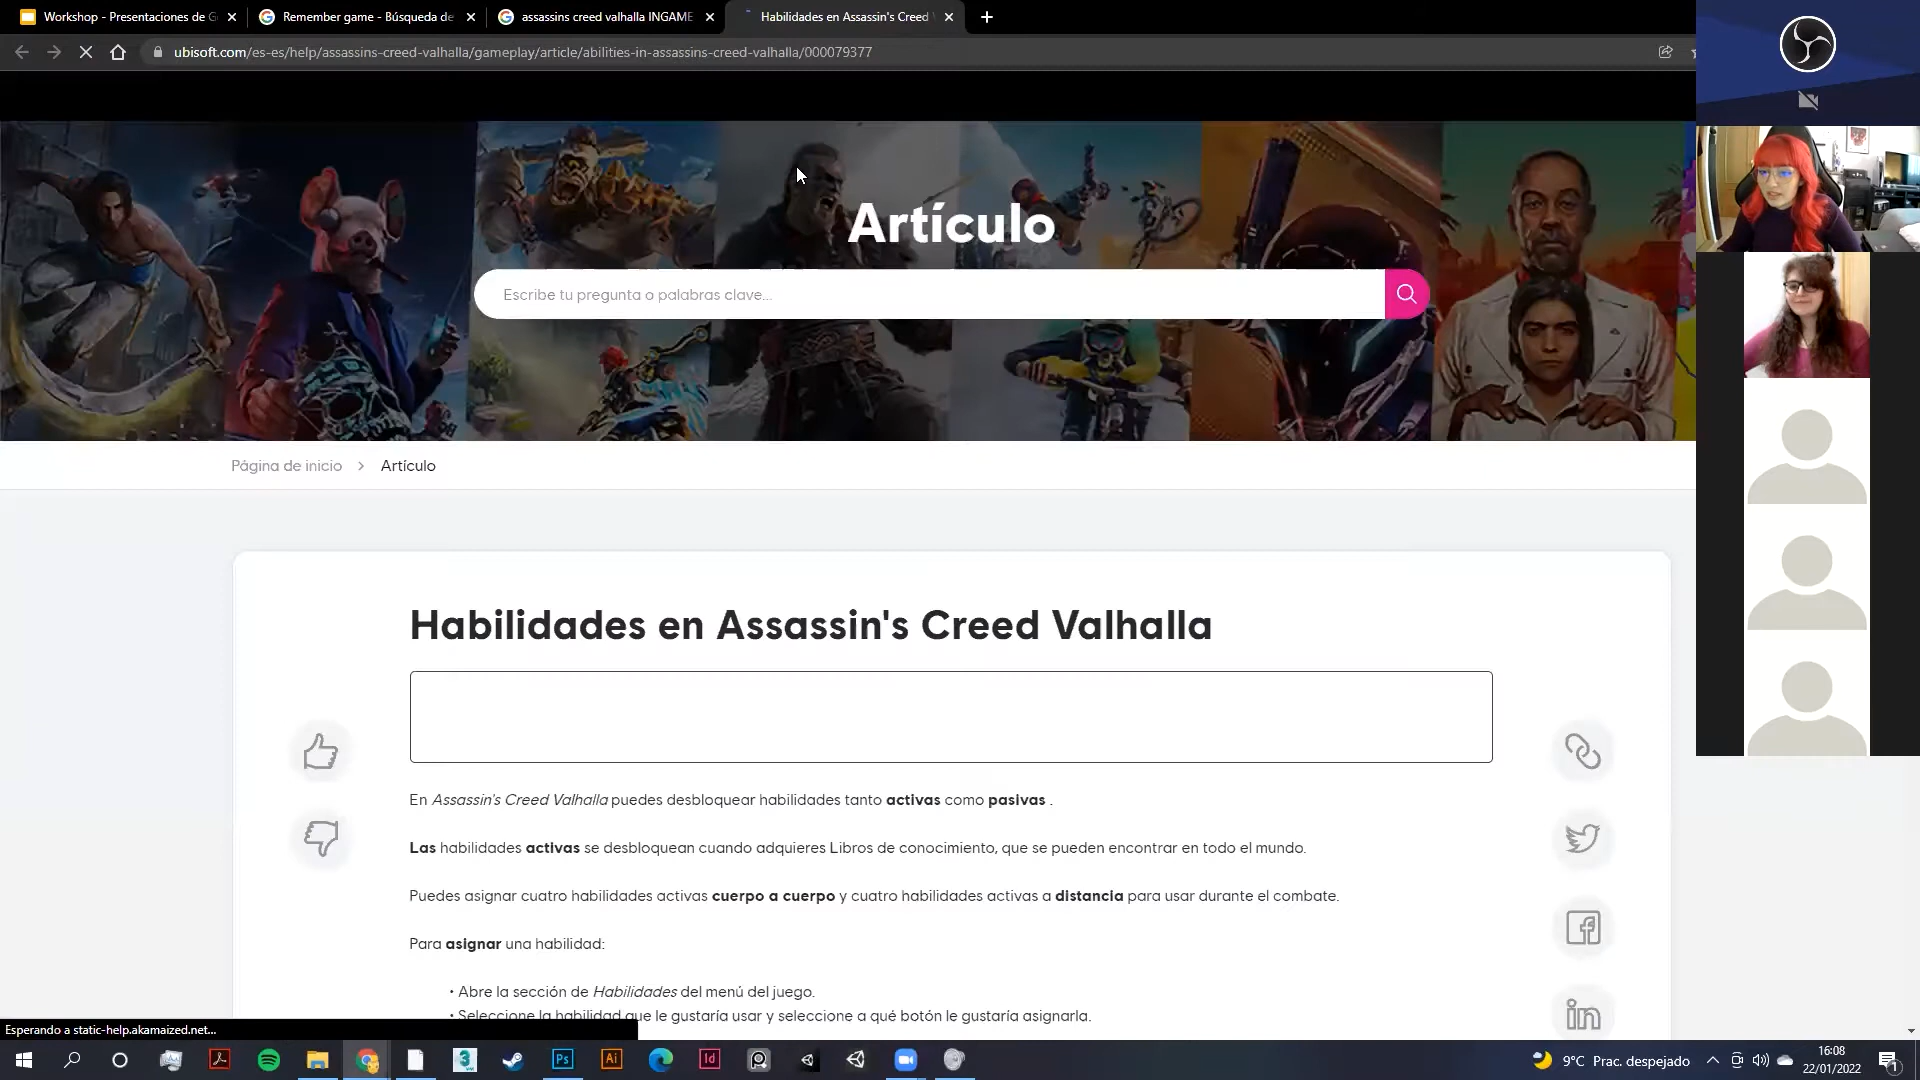 Workshop - Presentaciones de G
Remember game - Búsqueda de
assassins creed valhalla INGAME
Habilidades en Assassin's Creed
ubisoft.com/es-es/help/assassins-creed-valhalla/gameplay/article/abilities-in-assassins-creed-valhalla/000079377
Artículo
Escribe tu pregunta o palabras clave...
Página de inicio > Artículo
Habilidades en Assassin's Creed Valhalla
En Assassin's Creed Valhalla puedes desbloquear habilidades tanto activas como pasivas .
Las habilidades activas se desbloquean cuando adquieres Libros de conocimiento, que se pueden encontrar en todo el mundo.
Puedes asignar cuatro habilidades activas cuerpo a cuerpo y cuatro habilidades activas a distancia para usar durante el combate.
Para asignar una habilidad:
• Abre la sección de Habilidades del menú del juego.
• Seleccione la habilidad que le gustaría usar y seleccione a qué botón le gustaría asignarla.
in
Esperando a static-help.akamaized.net...
3
Ps
Ai
Id
9°C Prac. despejado
16:08
22/01/2022
1